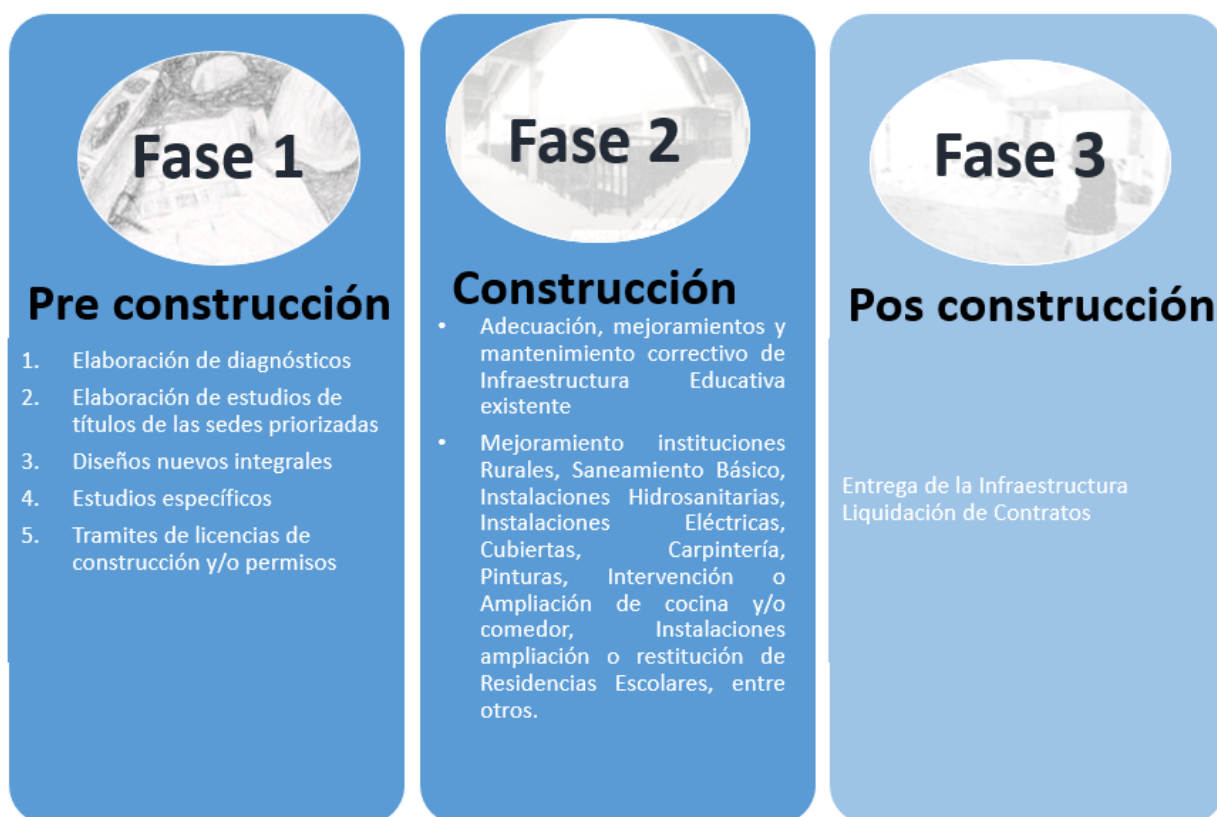 Fase 1
Pre construcción
1. Elaboración de diagnósticos
2. Elaboración de estudios de
títulos de las sedes priorizadas
3. Diseños nuevos integrales
4. Estudios específicos
5. Tramites de licencias de
construcción y/o permisos
Fase 2
Construcción
• Adecuación, mejoramientos y
mantenimiento correctivo de
Infraestructura Educativa
existente
• Mejoramiento instituciones
Rurales, Saneamiento Básico,
Instalaciones Hidrosanitarias,
Instalaciones Eléctricas,
Cubiertas, Carpintería,
Pinturas, Intervención o
Ampliación de cocina y/o
comedor, Instalaciones
ampliación o restitución de
Residencias Escolares, entre
otros.
Fase 3
Pos construcción
Entrega de la Infraestructura
Liquidación de Contratos